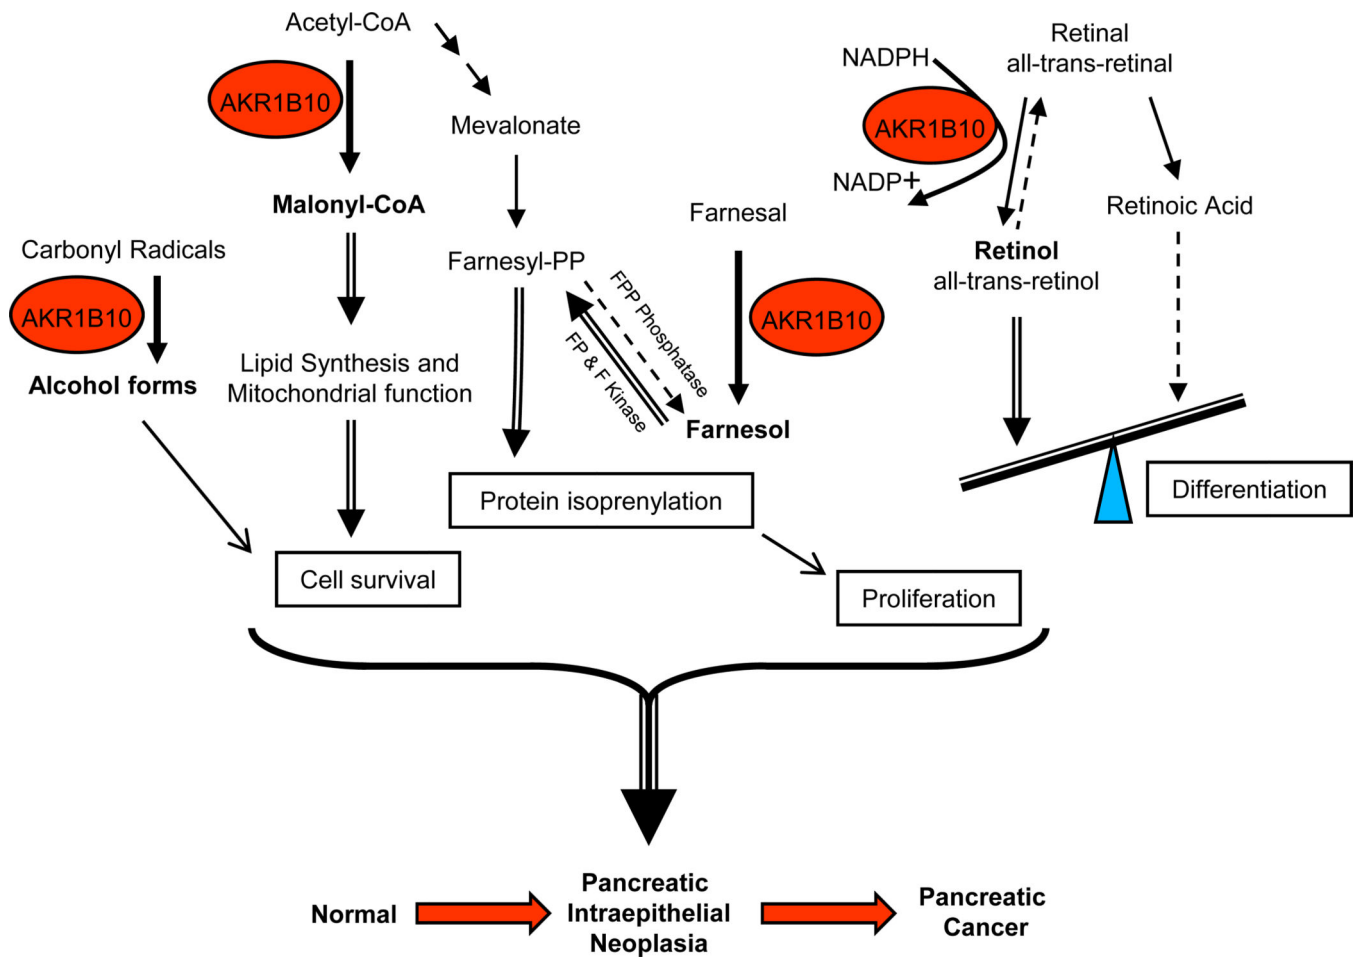 Acetyl-CoA
AKR1B10
Mevalonate
Malonyl-CoA
Carbonyl Radicals
AKR1B10
Alcohol forms
Lipid Synthesis and
Mitochondrial function
Farnesyl-PP
FPP Phosphatase
FP & F Kinase
Farnesal
AKR1B10
Farnesol
NADPH
AKR1B10
NADP+
Retinal
all-trans-retinal
Retinoic Acid
Retinol
all-trans-retinol
Protein isoprenylation
Differentiation
Cell survival
Proliferation
Normal
Pancreatic
Intraepithelial
Neoplasia
Pancreatic
Cancer